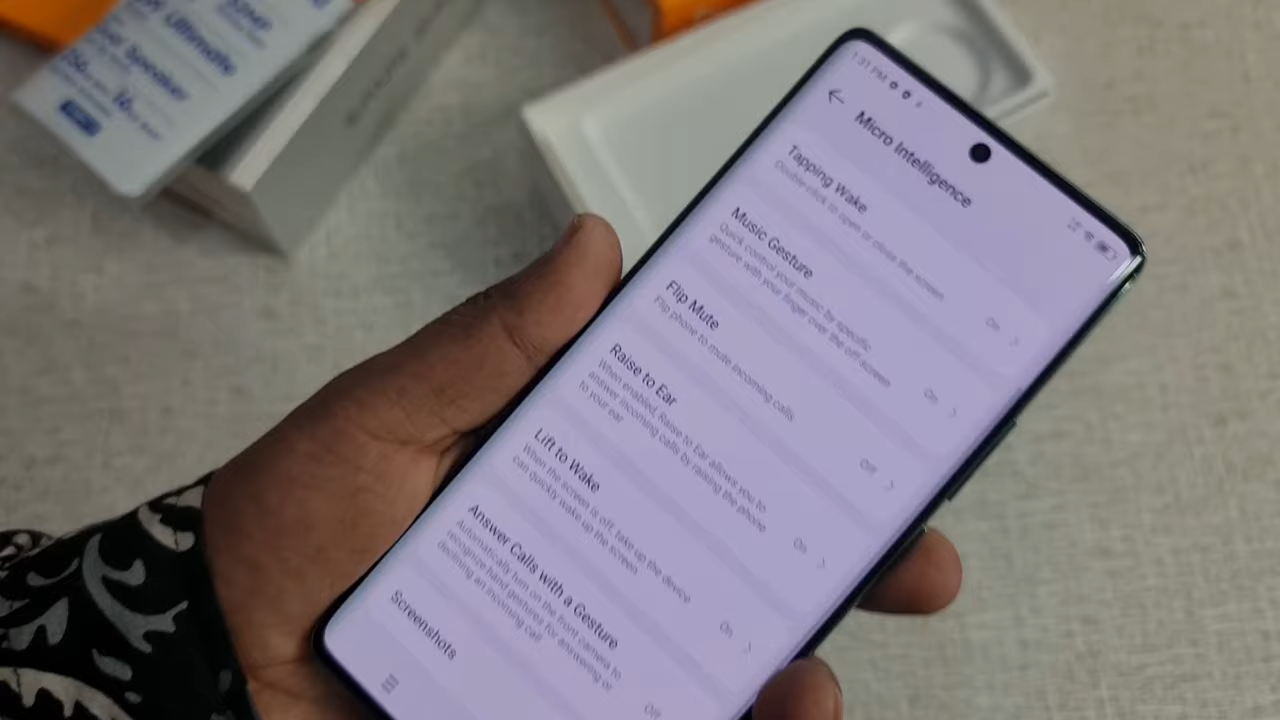 Ultimate
Speaker
1:31 PM
Micro Intelligence
Tapping Wake
Double-click to open or close the screen
On
Music Gesture
Quick control your music by specific
gesture with your finger over the off-screen
On
Flip Mute
Flip phone to mute incoming calls
Off
Raise to Ear
When enabled, Raise to Ear allows you to
answer incoming calls by raising the phone
to your ear
On
Lift to Wake
When the screen is off, take up the device
can quickly wake up the screen
On
Answer Calls with a Gesture
Automatically turn on the front camera to
recognize hand gestures for answering or
declining an incoming call
Off
Screenshots